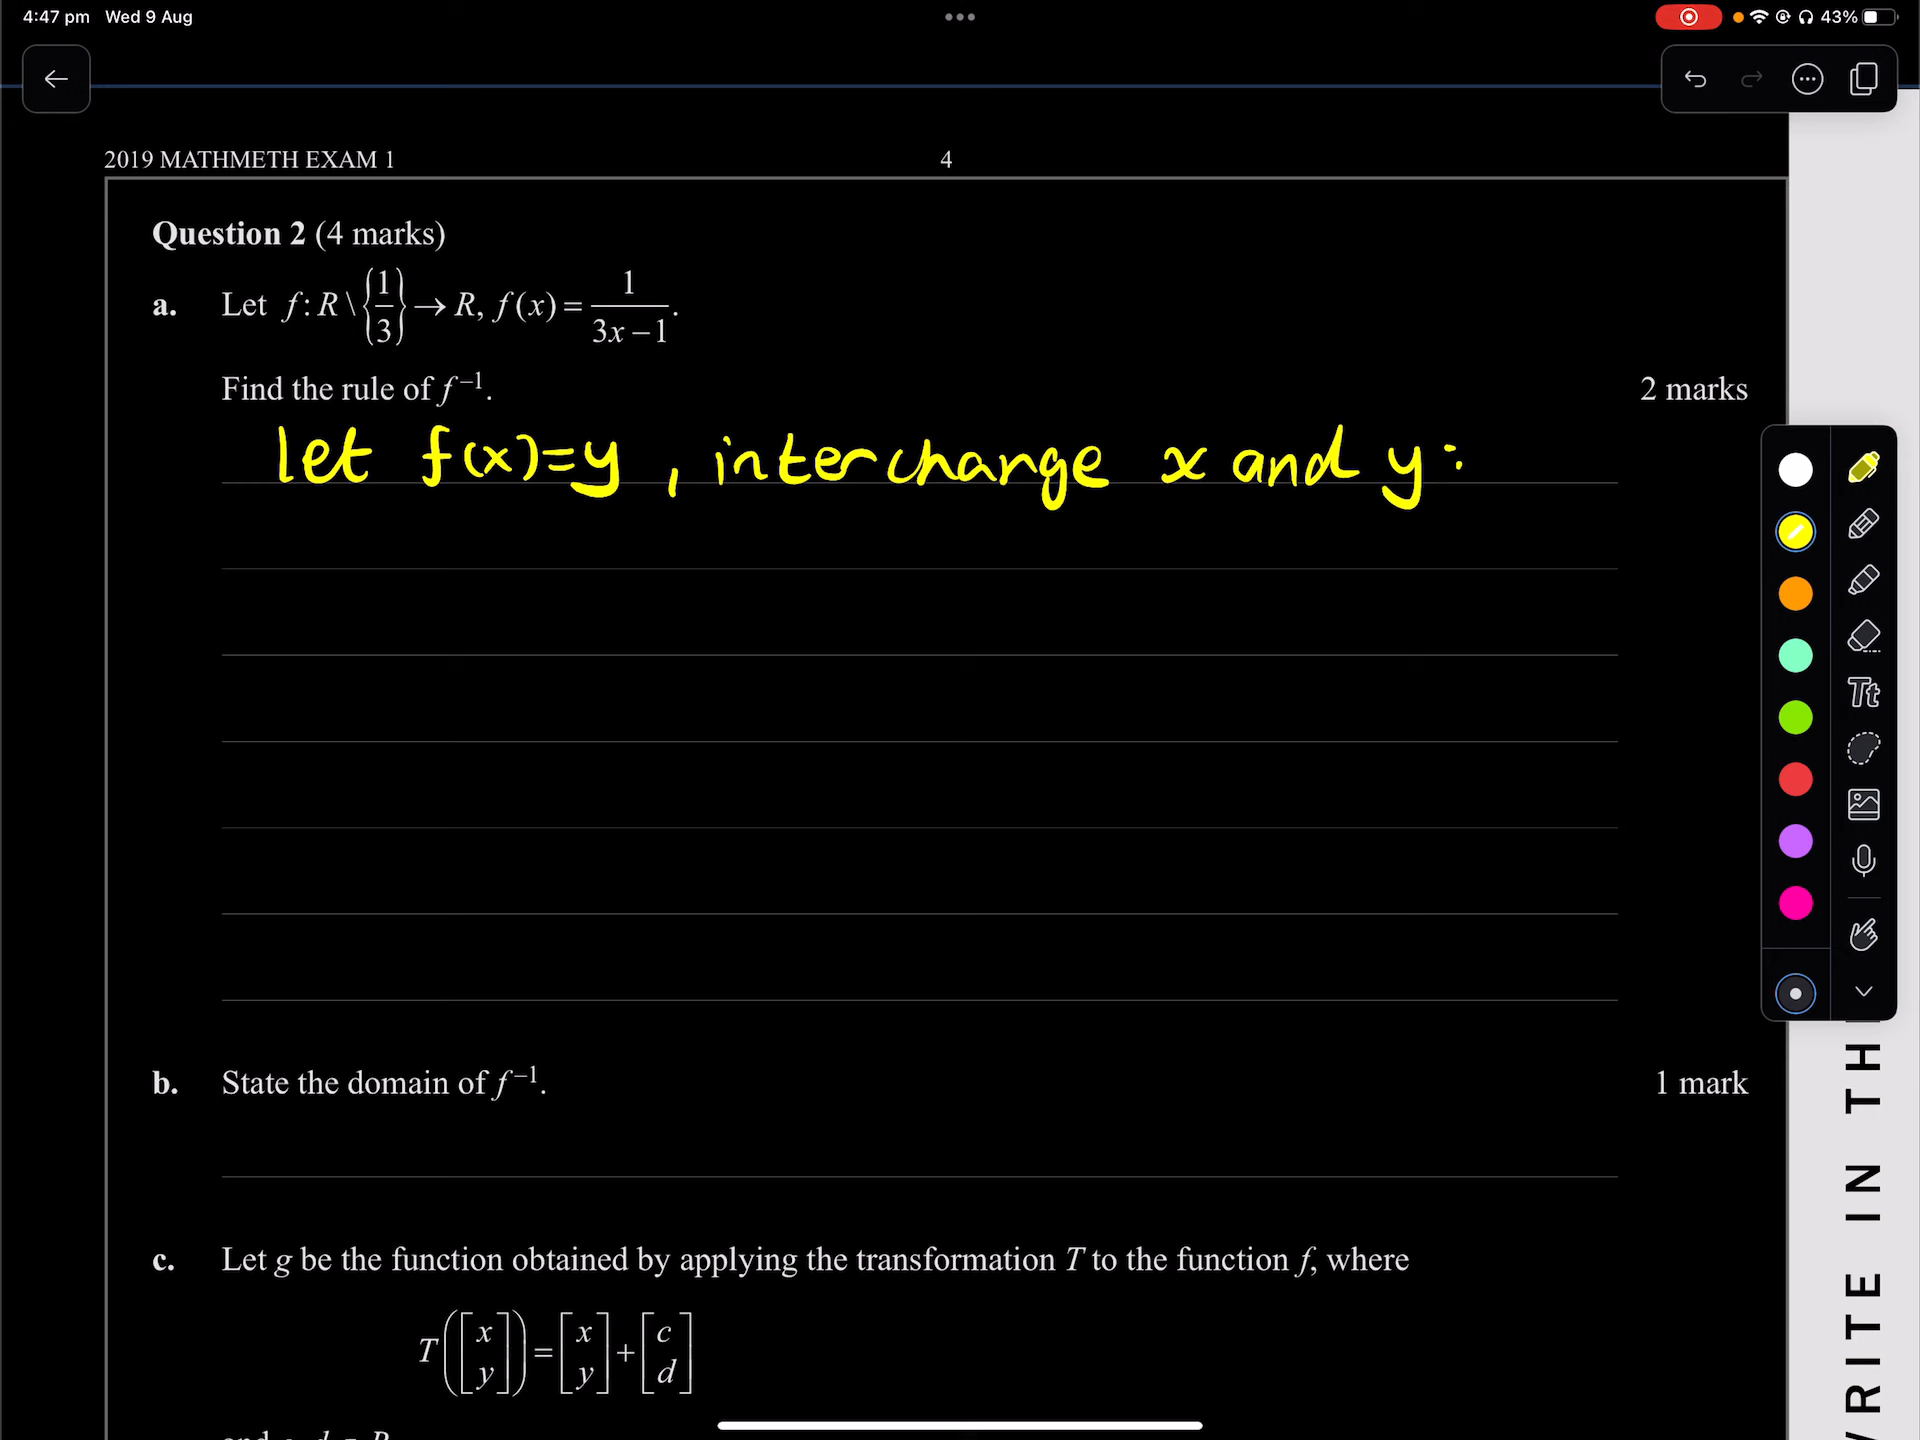 4:47 pm Wed 9 Aug
43%
2019 MATHMETH EXAM 1 4
Question 2 (4 marks)
a. Let f: R \ {1/3} → R, f(x) = 1/(3x − 1).
Find the rule of f⁻¹. 2 marks
let f(x)=y , interchange x and y:
Tt
b. State the domain of f⁻¹. 1 mark
c. Let g be the function obtained by applying the transformation T to the function f, where
T([x y]) = [x y] + [c d]
RITE IN TH